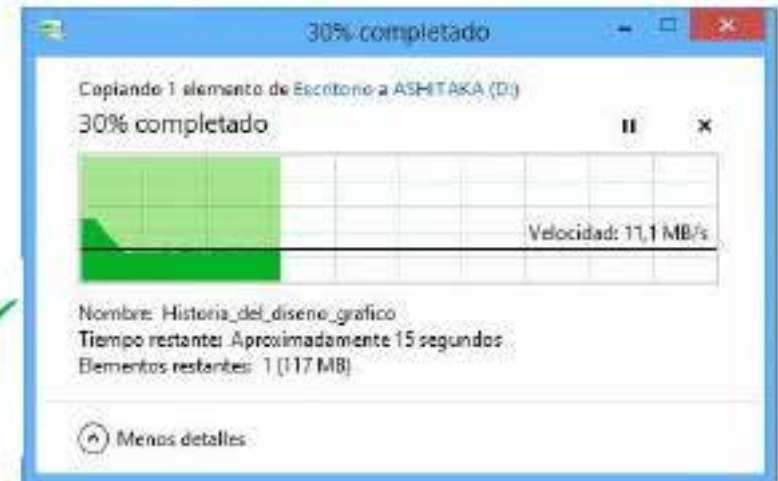 30% completado
Copiando 1 elemento de Escritorio a ASHITAKA (D:)
30% completado
Velocidad: 11,1 MB/s
Nombre: Historia_del_diseno_grafico
Tiempo restante: Aproximadamente 15 segundos
Elementos restantes: 1 (117 MB)
Menos detalles